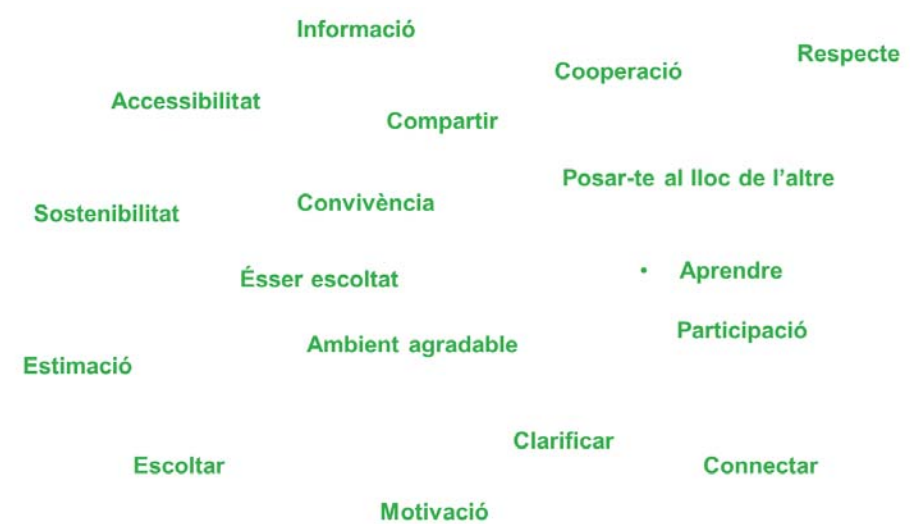 Informació
Respecte
Cooperació
Accessibilitat
Compartir
Posar-te al lloc de l’altre
Convivència
Sostenibilitat
• Aprendre
Ésser escoltat
Participació
Ambient agradable
Estimació
Clarificar
Escoltar
Connectar
Motivació